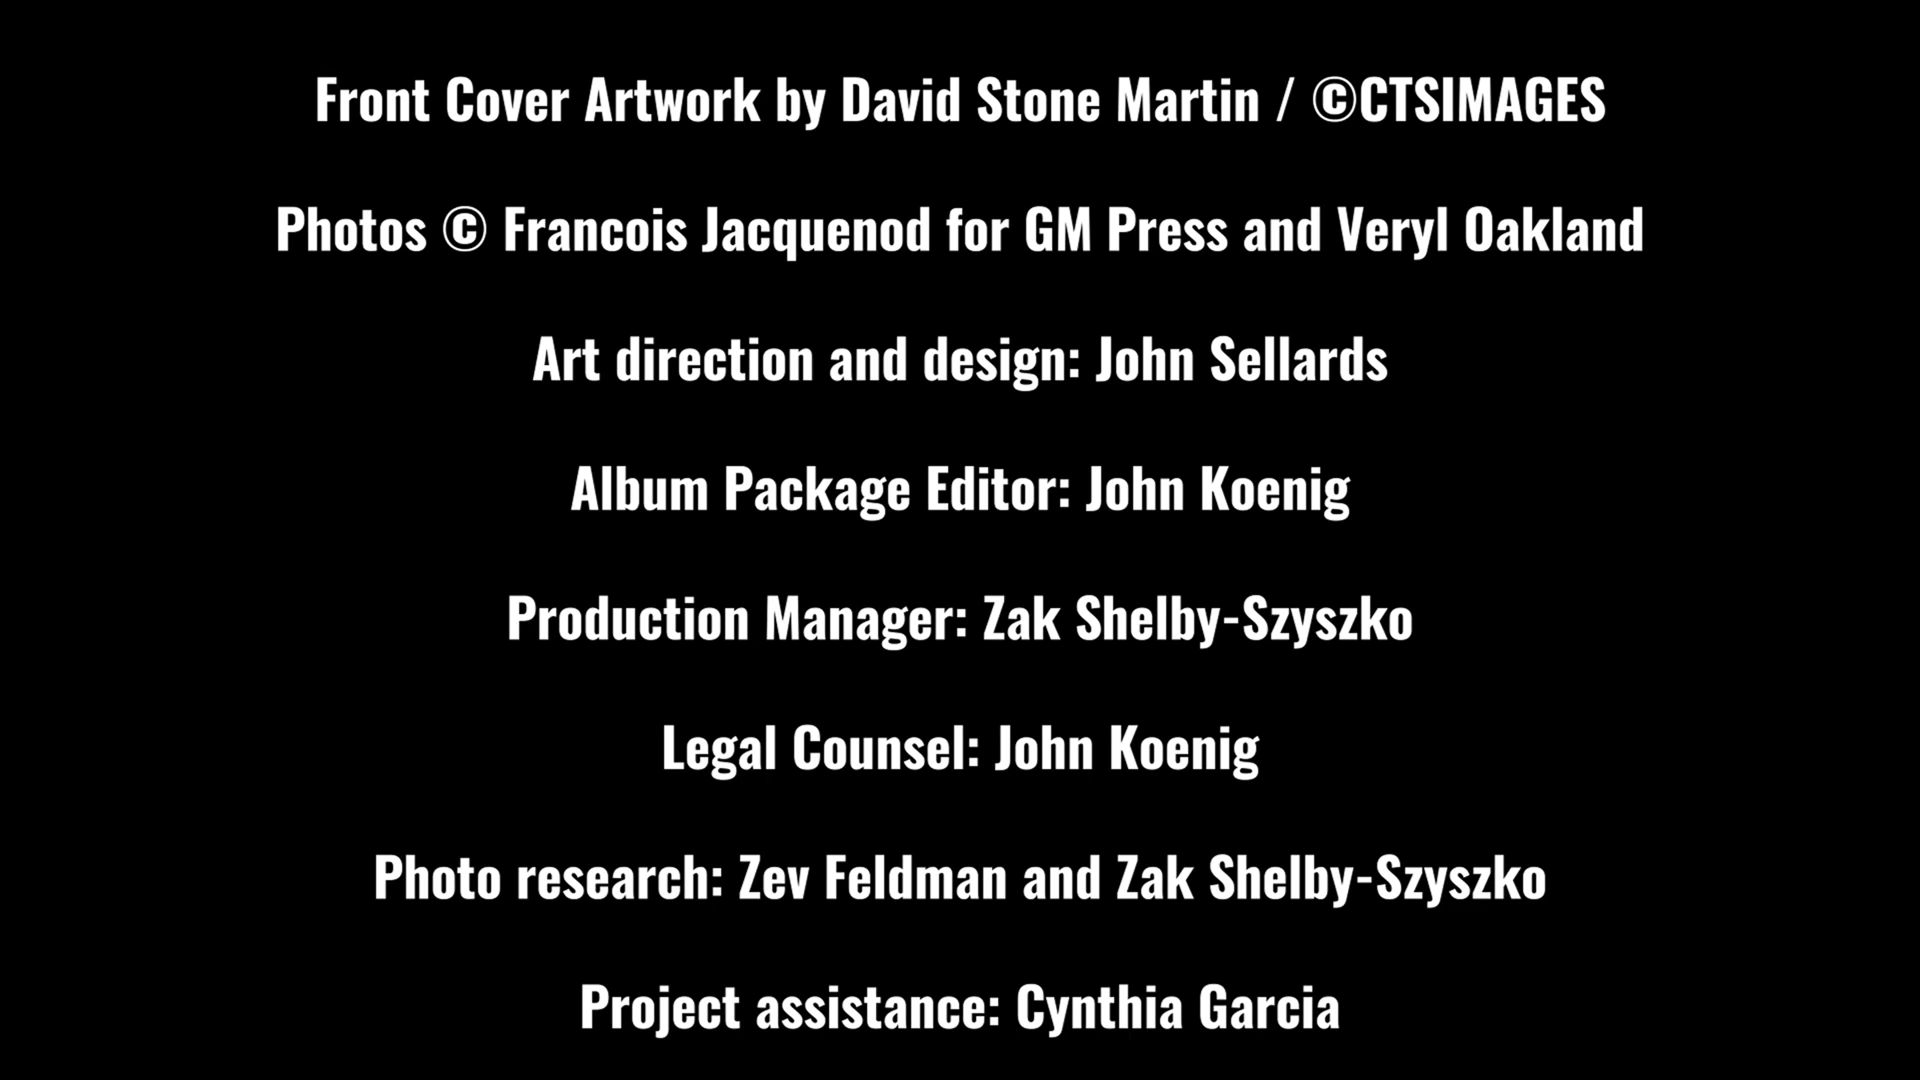 Front Cover Artwork by David Stone Martin / ©CTSIMAGES
Photos © Francois Jacquenod for GM Press and Veryl Oakland
Art direction and design: John Sellards
Album Package Editor: John Koenig
Production Manager: Zak Shelby-Szyszko
Legal Counsel: John Koenig
Photo research: Zev Feldman and Zak Shelby-Szyszko
Project assistance: Cynthia Garcia